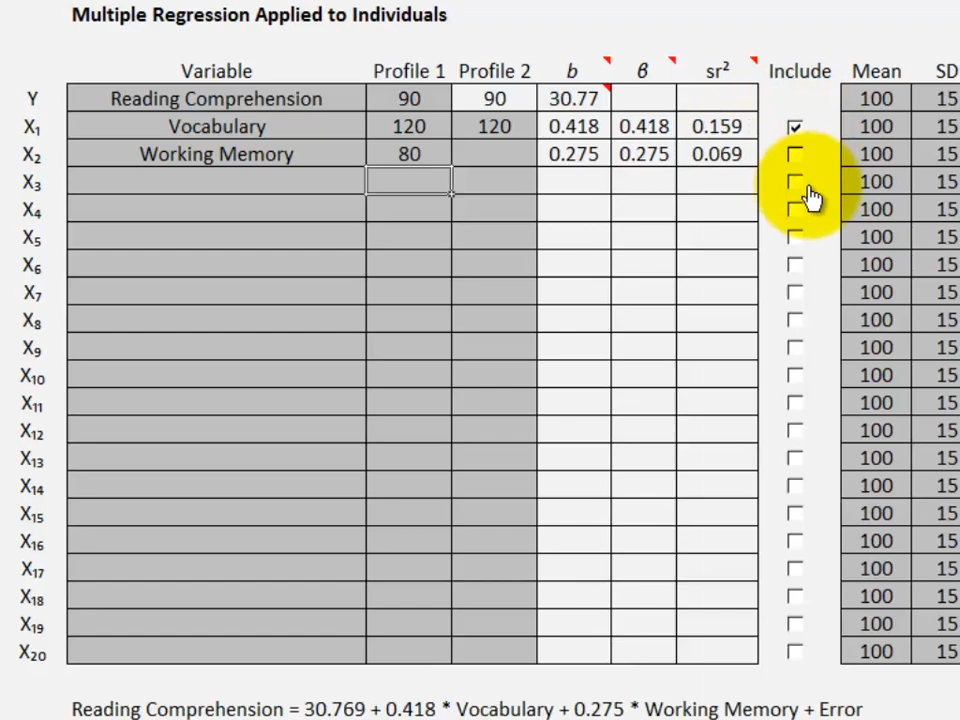 Multiple Regression Applied to Individuals
Variable Profile 1 Profile 2 b β sr² Include Mean SD
Y Reading Comprehension 90 90 30.77 100 15
X₁ Vocabulary 120 120 0.418 0.418 0.159 100 15
X₂ Working Memory 80 0.275 0.275 0.069 100 15
X₃ 100 15
X₄ 100 15
X₅ 100 15
X₆ 100 15
X₇ 100 15
X₈ 100 15
X₉ 100 15
X₁₀ 100 15
X₁₁ 100 15
X₁₂ 100 15
X₁₃ 100 15
X₁₄ 100 15
X₁₅ 100 15
X₁₆ 100 15
X₁₇ 100 15
X₁₈ 100 15
X₁₉ 100 15
X₂₀ 100 15
Reading Comprehension = 30.769 + 0.418 * Vocabulary + 0.275 * Working Memory + Error